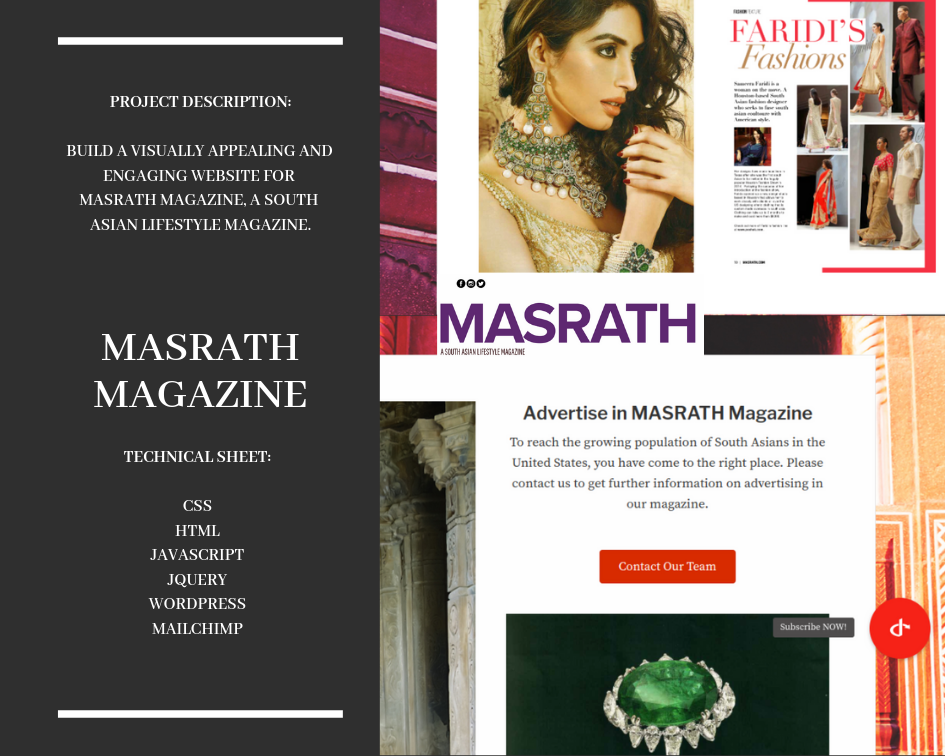 PROJECT DESCRIPTION:
BUILD A VISUALLY APPEALING AND
ENGAGING WEBSITE FOR
MASRATH MAGAZINE, A SOUTH
ASIAN LIFESTYLE MAGAZINE.
MASRATH
MAGAZINE
TECHNICAL SHEET:
CSS
HTML
JAVASCRIPT
JQUERY
WORDPRESS
MAILCHIMP
FARIDI'S
Fashions
Sameera Faridi is a
woman on the move. A
Houston-based South
Asian fashion designer
who seeks to fuse south
asian couture with
American style.
MASRATH
A SOUTH ASIAN LIFESTYLE MAGAZINE
Advertise in MASRATH Magazine
To reach the growing population of South Asians in the
United States, you have come to the right place. Please
contact us to get further information on advertising in
our magazine.
Contact Our Team
Subscribe NOW!